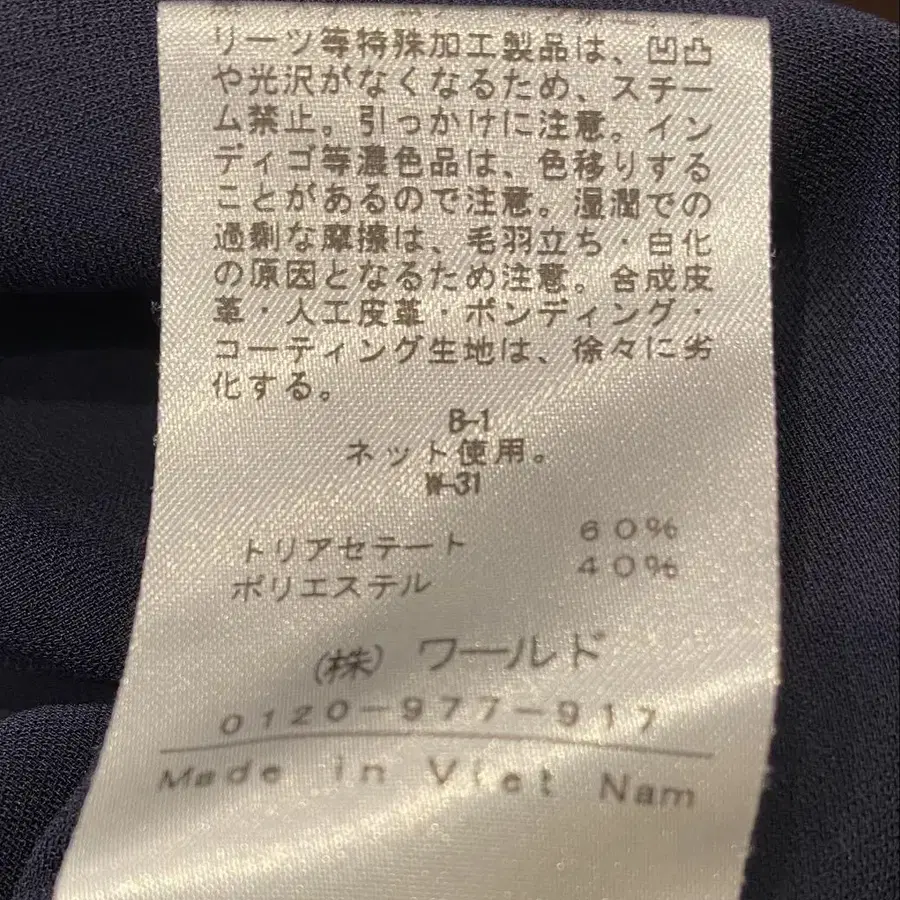 リーツ等特殊加工製品は、凹凸
や光沢がなくなるため、スチー
ム禁止。引っかけに注意。イン
ディゴ等濃色品は、色移りする
ことがあるので注意。湿潤での
過剰な摩擦は、毛羽立ち・白化
の原因となるため注意。合成皮
革・人工皮革・ボンディング・
コーティング生地は、徐々に劣
化する。
B-1
ネット使用。
W-31
トリアセテート 60%
ポリエステル 40%
(株) ワールド
0120-977-917
Made in Viet Nam